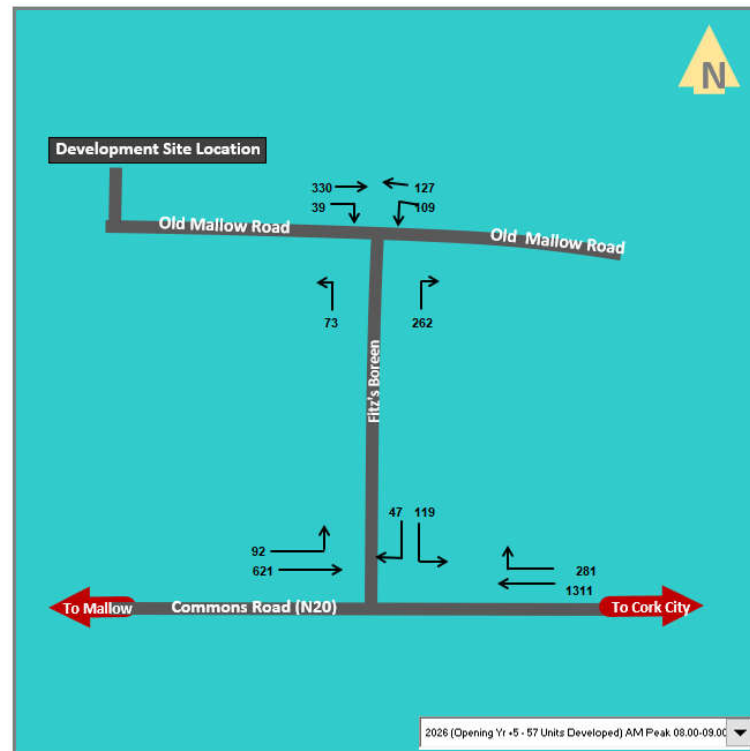 N
Development Site Location
330
127
39
109
Old Mallow Road
Old Mallow Road
73
262
Fitz's Boreen
47
119
92
621
281
1311
To Mallow
Commons Road (N20)
To Cork City
2026 (Opening Yr +5 - 57 Units Developed) AM Peak 08.00-09.00